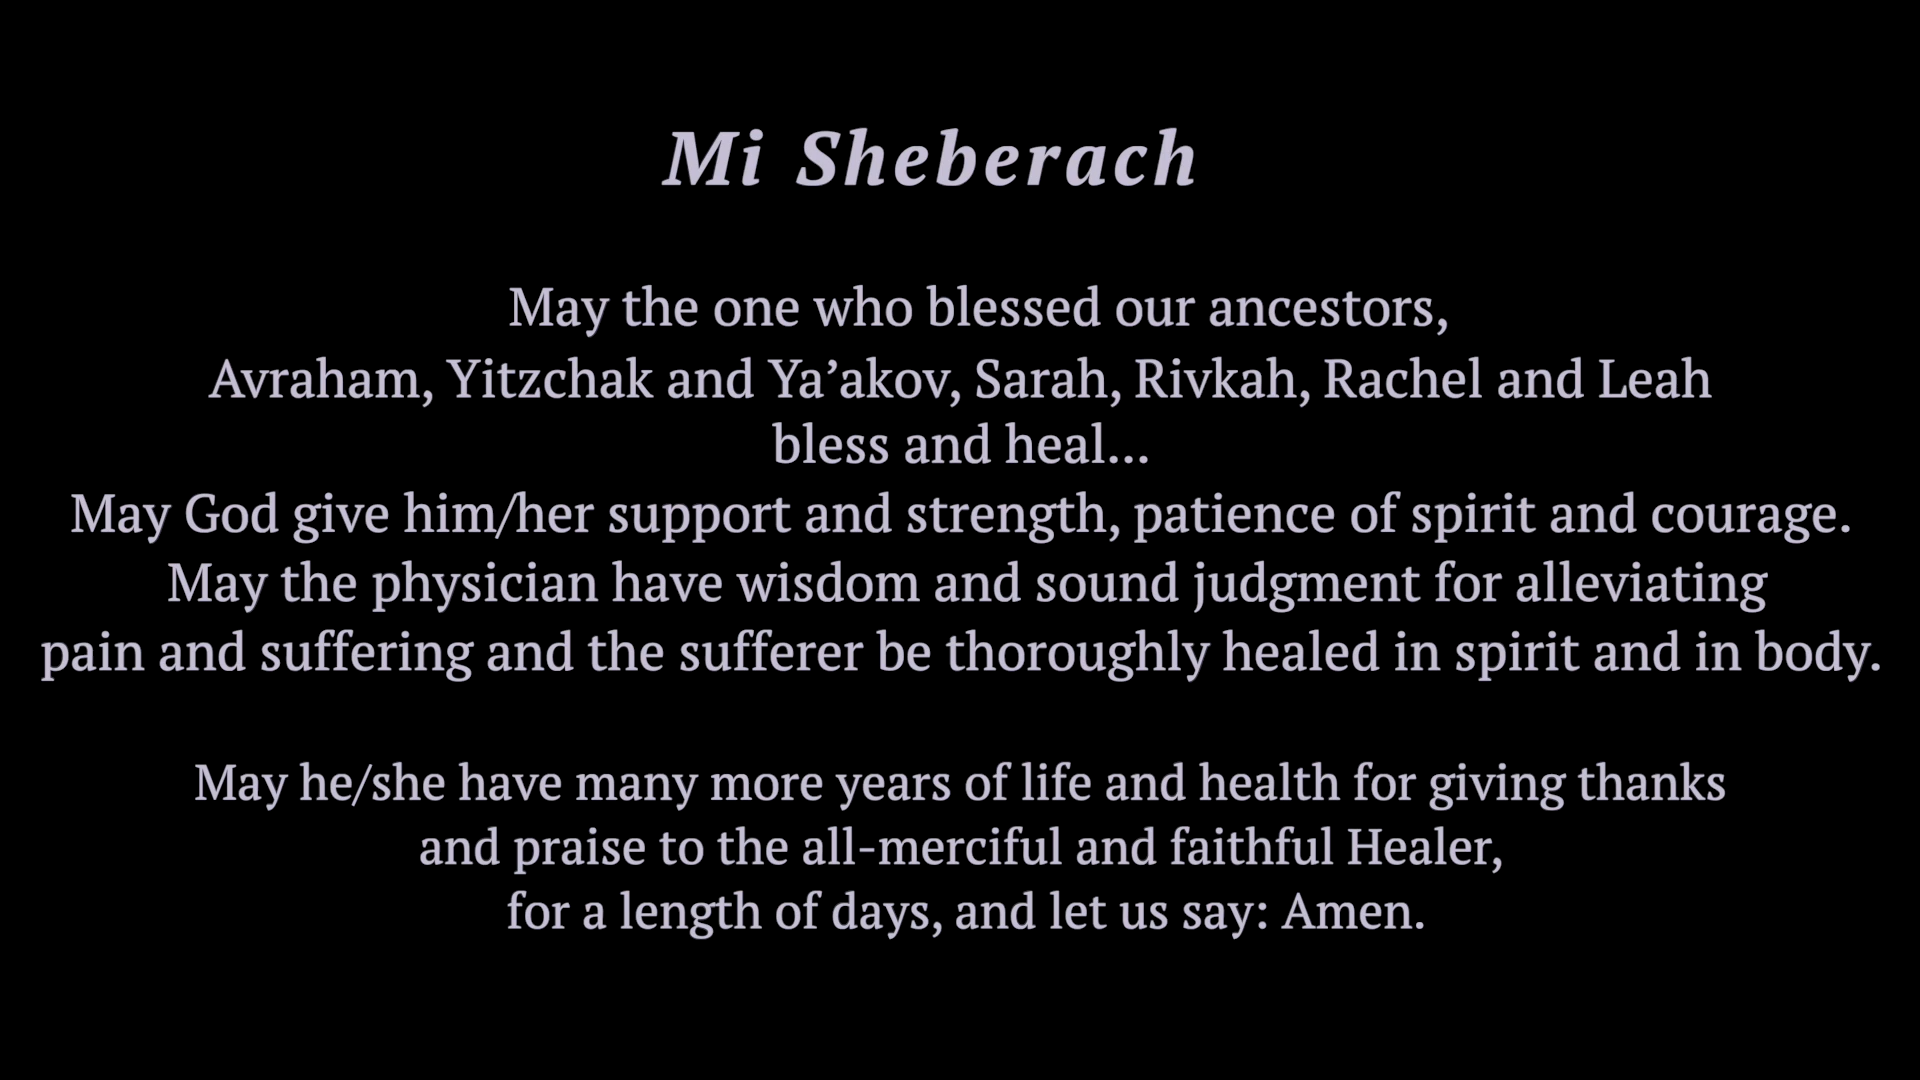 Mi Sheberach
May the one who blessed our ancestors,
Avraham, Yitzchak and Ya’akov, Sarah, Rivkah, Rachel and Leah
bless and heal...
May God give him/her support and strength, patience of spirit and courage.
May the physician have wisdom and sound judgment for alleviating
pain and suffering and the sufferer be thoroughly healed in spirit and in body.
May he/she have many more years of life and health for giving thanks
and praise to the all-merciful and faithful Healer,
for a length of days, and let us say: Amen.